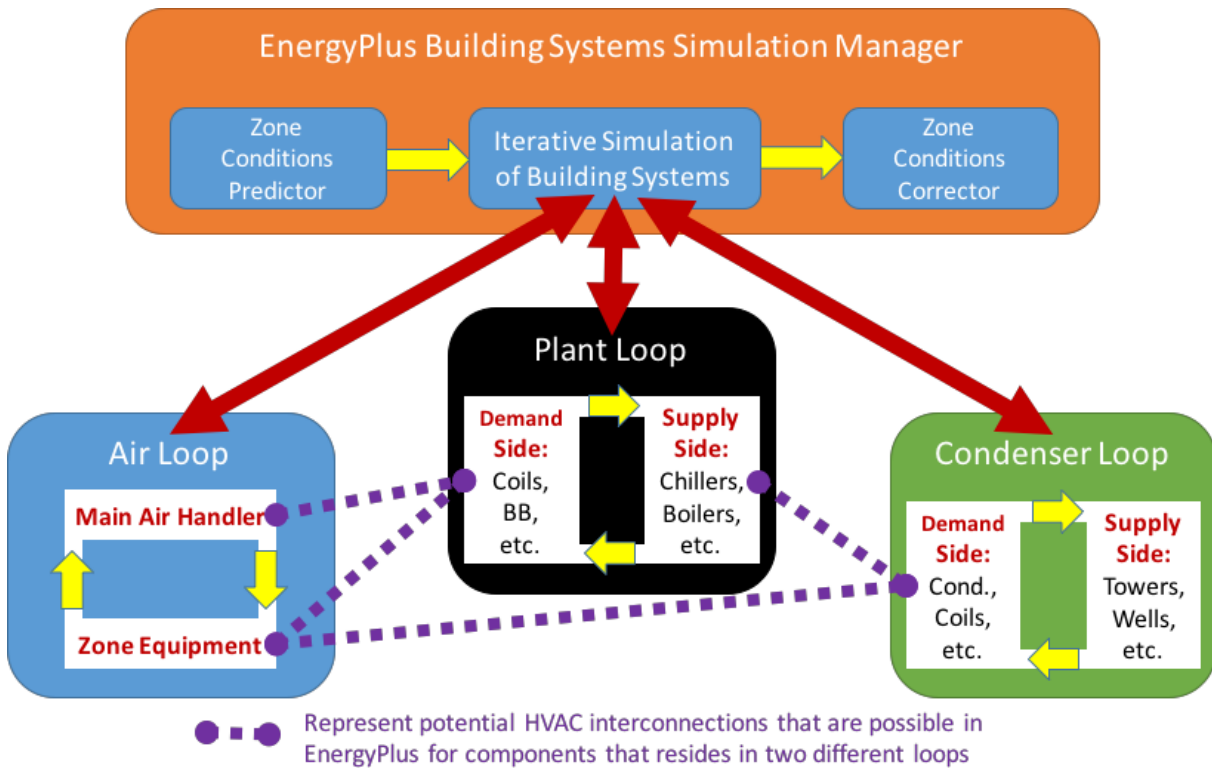 EnergyPlus Building Systems Simulation Manager
Zone
Conditions
Predictor
Iterative Simulation
of Building Systems
Zone
Conditions
Corrector
Plant Loop
Demand
Side:
Coils,
BB,
etc.
Supply
Side:
Chillers,
Boilers,
etc.
Air Loop
Main Air Handler
Zone Equipment
Condenser Loop
Demand
Side:
Cond.,
Coils,
etc.
Supply
Side:
Towers,
Wells,
etc.
Represent potential HVAC interconnections that are possible in
EnergyPlus for components that resides in two different loops